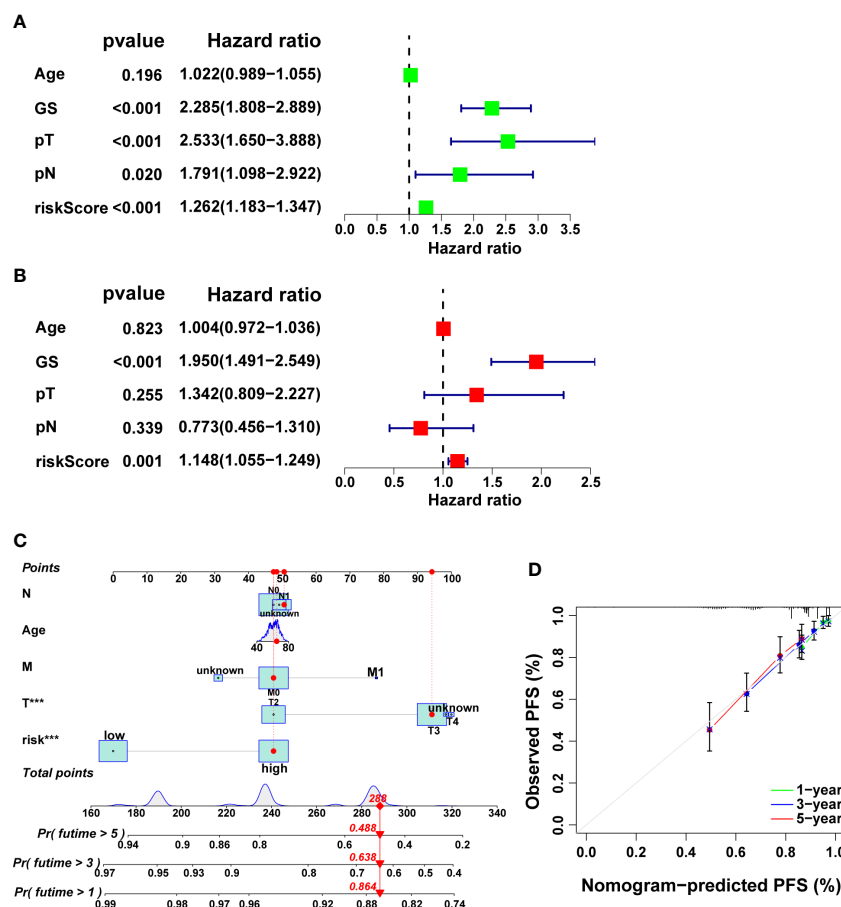 A
pvalue Hazard ratio
Age 0.196 1.022(0.989−1.055)
GS <0.001 2.285(1.808−2.889)
pT <0.001 2.533(1.650−3.888)
pN 0.020 1.791(1.098−2.922)
riskScore <0.001 1.262(1.183−1.347)
0.0 0.5 1.0 1.5 2.0 2.5 3.0 3.5
Hazard ratio
B
pvalue Hazard ratio
Age 0.823 1.004(0.972−1.036)
GS <0.001 1.950(1.491−2.549)
pT 0.255 1.342(0.809−2.227)
pN 0.339 0.773(0.456−1.310)
riskScore 0.001 1.148(1.055−1.249)
0.0 0.5 1.0 1.5 2.0 2.5
Hazard ratio
C
Points
0 10 20 30 40 50 60 70 80 90 100
N
N0
N1
unknown
Age
40 80
M
unknown
M1
M0
T***
T2
unknown
T4
T3
risk***
low
high
Total points
160 180 200 220 240 260 280 300 320 340
288
Pr( futime > 5 )
0.488
0.94 0.9 0.86 0.8 0.6 0.4 0.2
Pr( futime > 3 )
0.638
0.97 0.95 0.93 0.9 0.8 0.7 0.6 0.5 0.4
Pr( futime > 1 )
0.864
0.99 0.98 0.97 0.96 0.92 0.88 0.82 0.74
D
Observed PFS (%)
0.0 0.2 0.4 0.6 0.8 1.0
1−year
3−year
5−year
0.0 0.2 0.4 0.6 0.8 1.0
Nomogram−predicted PFS (%)